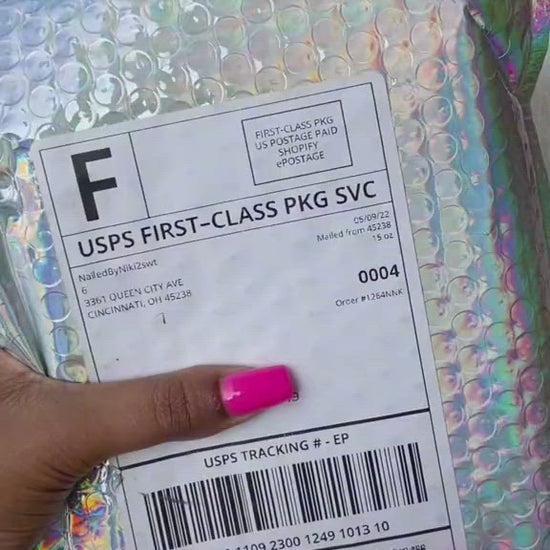 F
FIRST-CLASS PKG
US POSTAGE PAID
SHOPIFY
ePOSTAGE
USPS FIRST-CLASS PKG SVC
NailedByNiki2swt
6
3361 QUEEN CITY AVE
CINCINNATI, OH 45238
05/09/22
Mailed from 45238
15 oz
0004
Order #1264NNK
USPS TRACKING # - EP
1109 2300 1249 1013 10